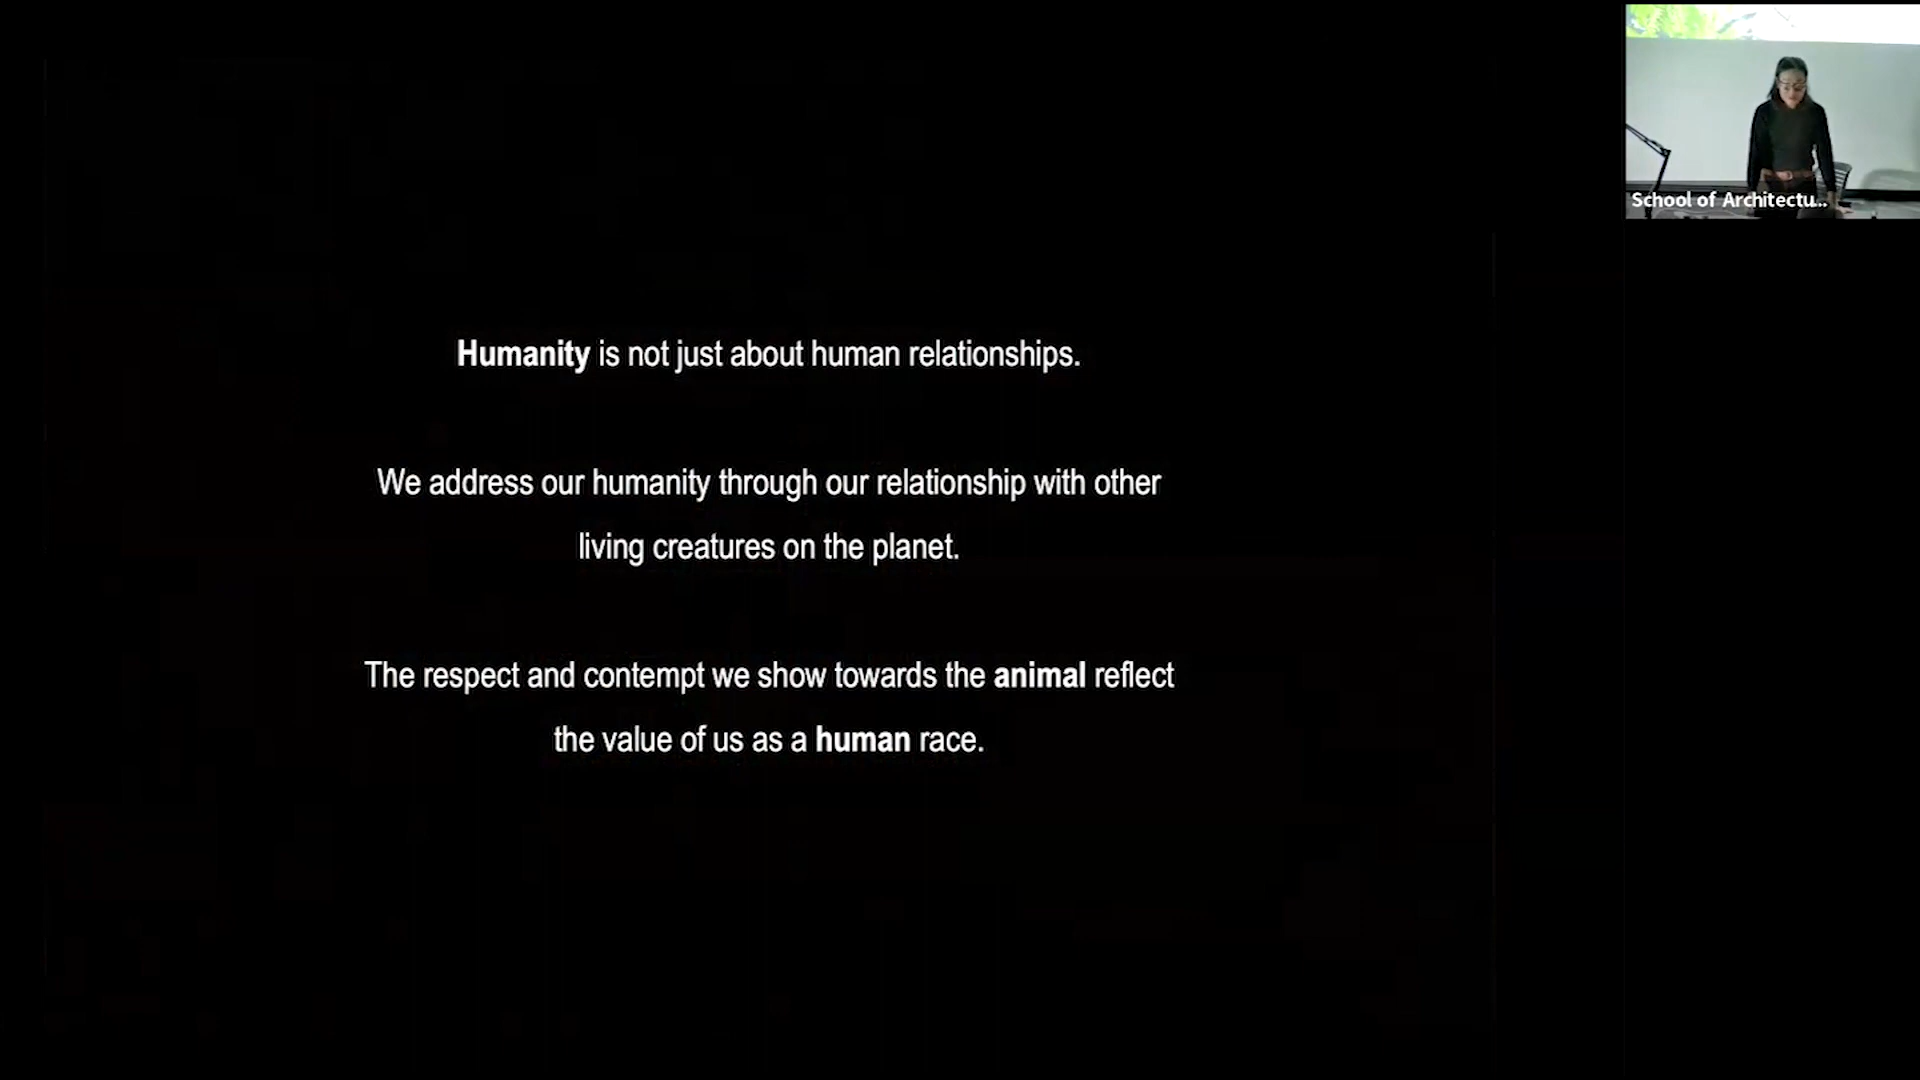 Humanity is not just about human relationships.
We address our humanity through our relationship with other
living creatures on the planet.
The respect and contempt we show towards the animal reflect
the value of us as a human race.
School of Architectu...